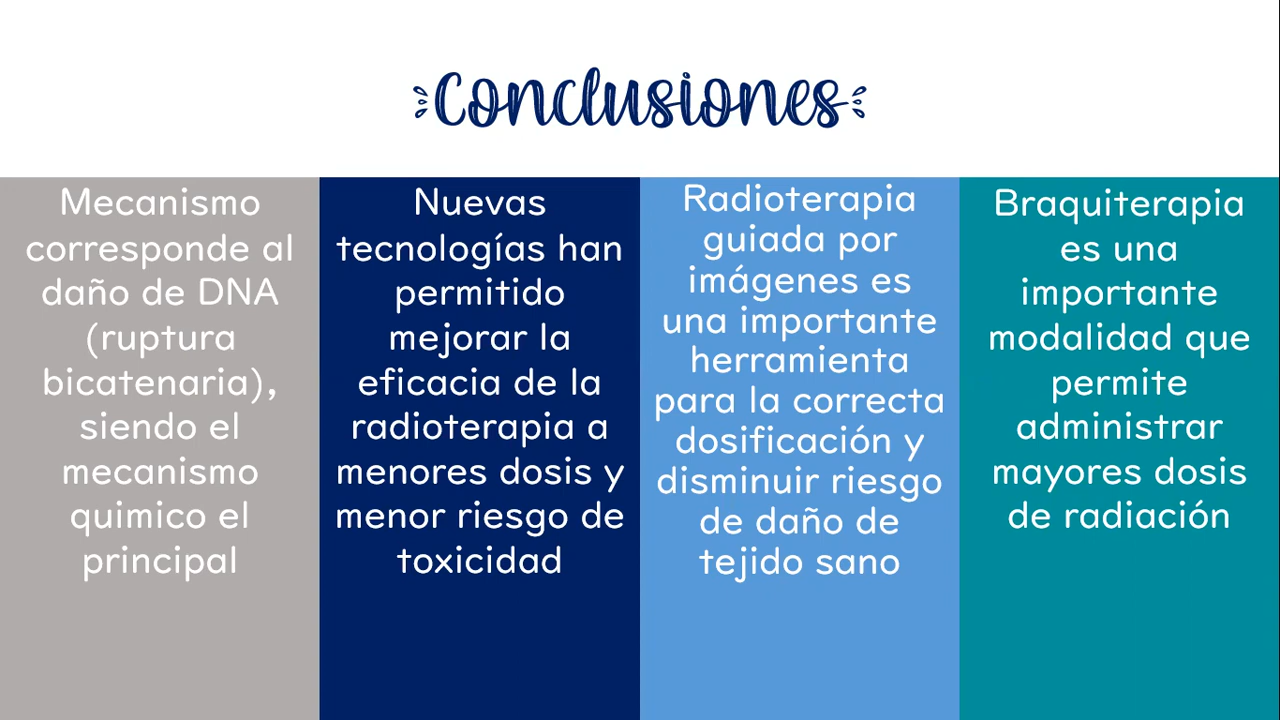 Conclusiones
Mecanismo
corresponde al
daño de DNA
(ruptura
bicatenaria),
siendo el
mecanismo
quimico el
principal
Nuevas
tecnologías han
permitido
mejorar la
eficacia de la
radioterapia a
menores dosis y
menor riesgo de
toxicidad
Radioterapia
guiada por
imágenes es
una importante
herramienta
para la correcta
dosificación y
disminuir riesgo
de daño de
tejido sano
Braquiterapia
es una
importante
modalidad que
permite
administrar
mayores dosis
de radiación